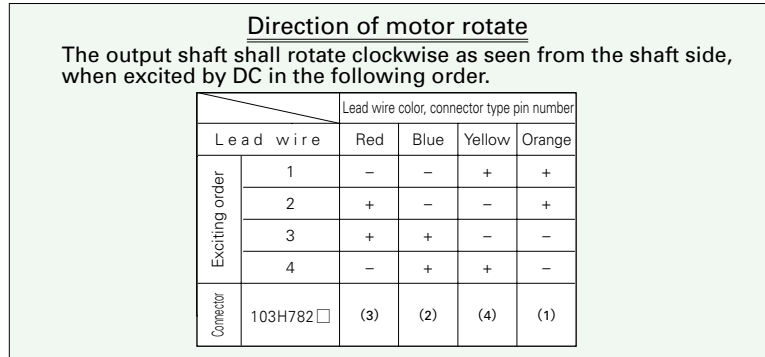 Direction of motor rotate
The output shaft shall rotate clockwise as seen from the shaft side,
when excited by DC in the following order.
Lead wire color, connector type pin number
Lead wire Red Blue Yellow Orange
Exciting order
1 – – + +
2 + – – +
3 + + – –
4 – + + –
Connector 103H782□ (3) (2) (4) (1)